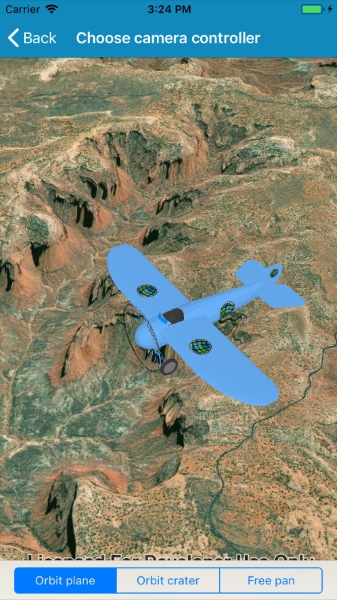 Carrier 3:24 PM
Back Choose camera controller
Licensed For Developer Use Only
Orbit plane Orbit crater Free pan